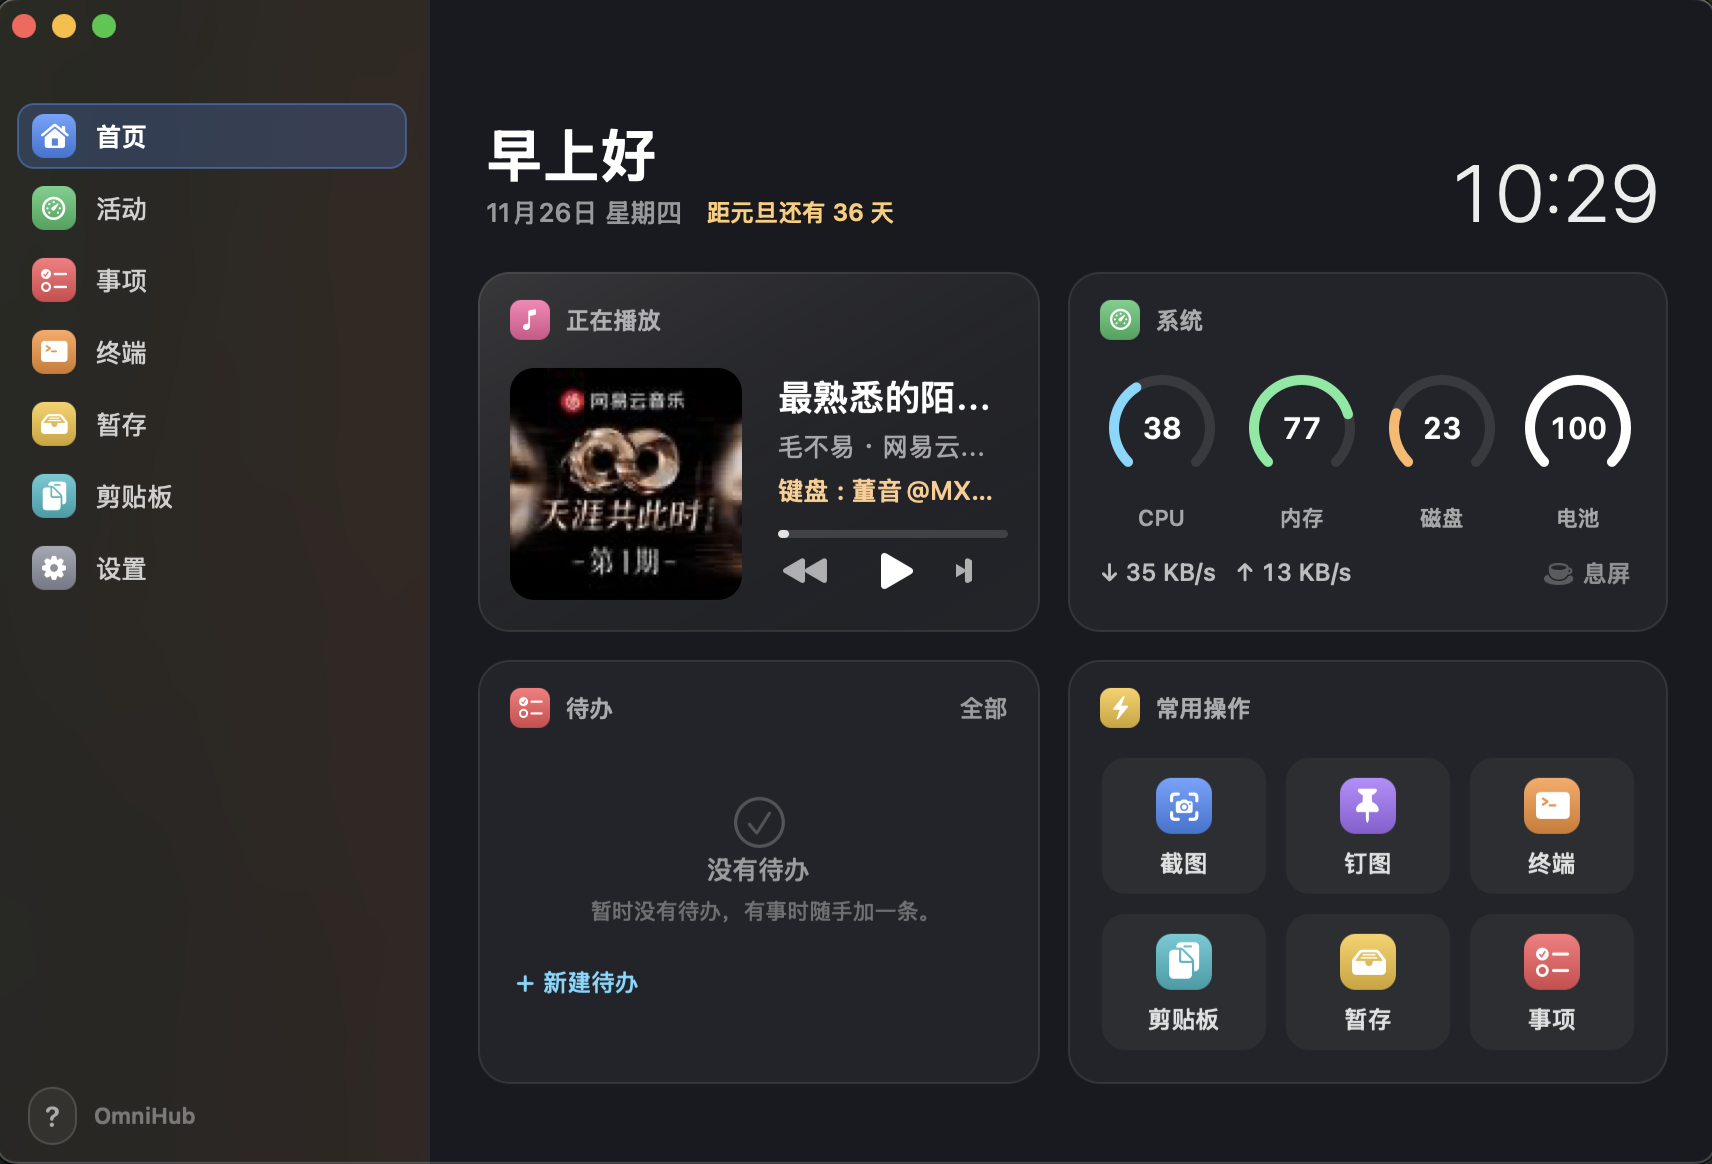 首页
活动
事项
终端
暂存
剪贴板
设置
? OmniHub
早上好
11月26日 星期四 距元旦还有 36 天
10:29
正在播放
网易云音乐
天涯共此时
-第1期-
最熟悉的陌...
毛不易 · 网易云...
键盘：董音@MX...
系统
38 77 23 100
CPU 内存 磁盘 电池
↓ 35 KB/s ↑ 13 KB/s 息屏
待办 全部
没有待办
暂时没有待办，有事时随手加一条。
+ 新建待办
常用操作
截图 钉图 终端
剪贴板 暂存 事项